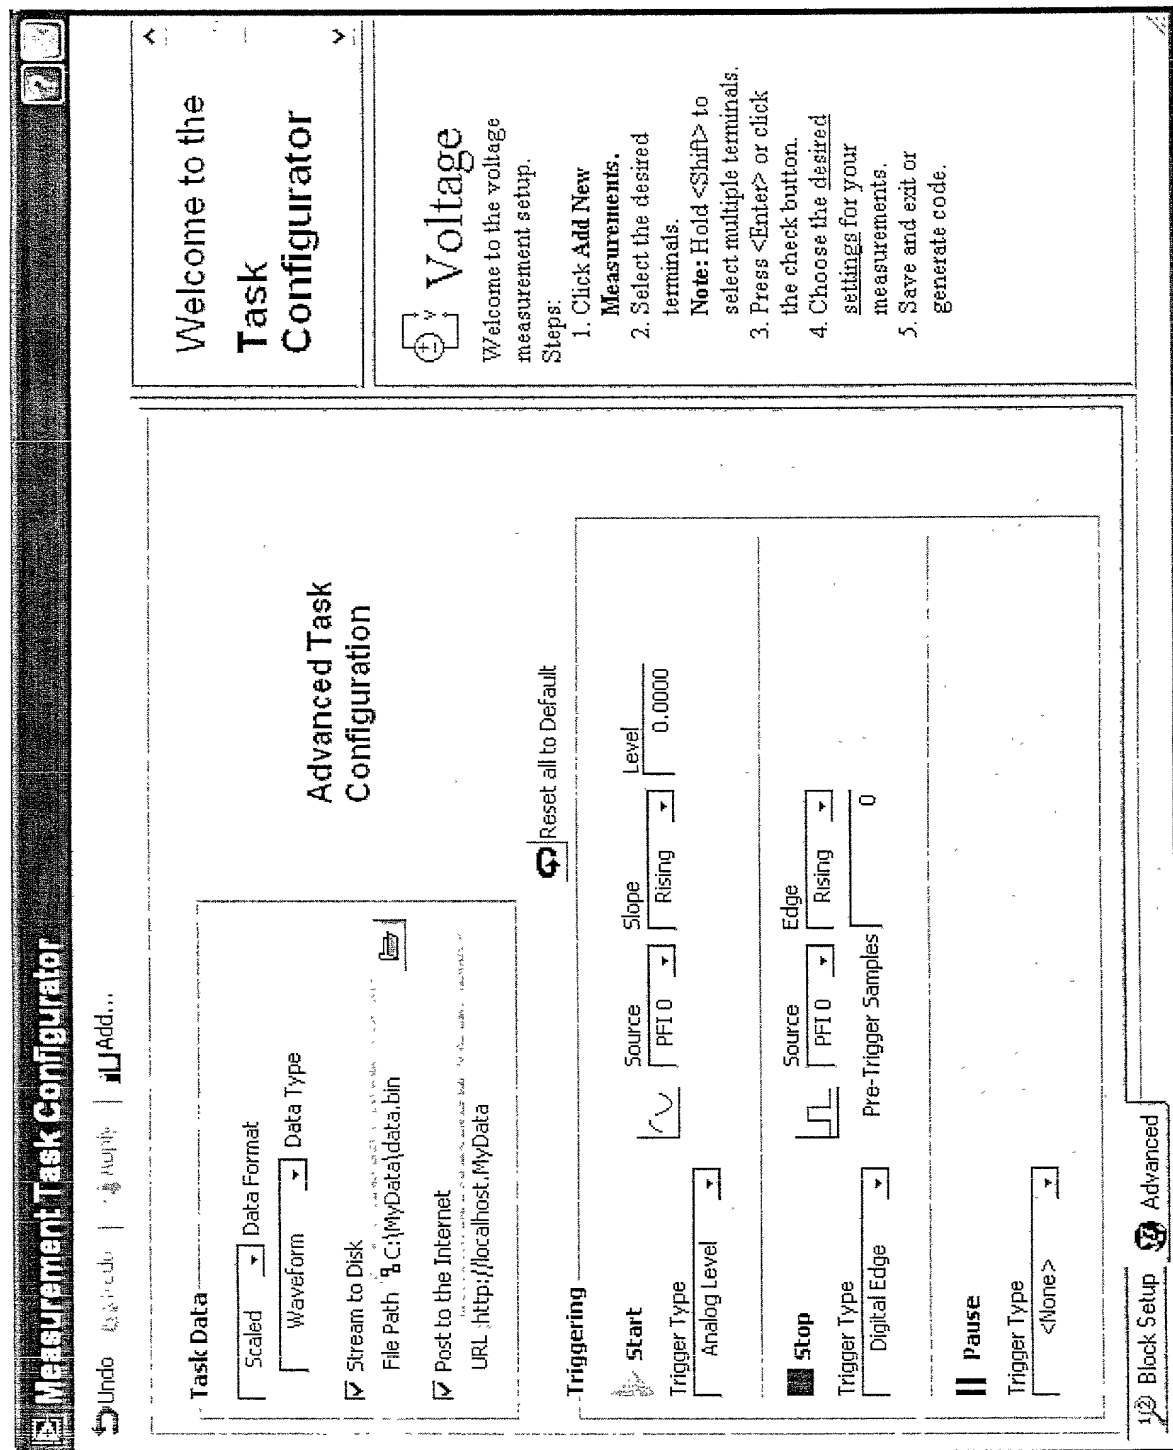 Measurement Task Configurator
Undo
Add...
Task Data
Scaled Data Format
Waveform Data Type
Stream to Disk
File Path C:\MyData\data.bin
Post to the Internet
URL http://localhost.MyData
Advanced Task
Configuration
Reset all to Default
Triggering
Start
Trigger Type
Analog Level
Source
PFI 0
Slope
Rising
Level
0.0000
Stop
Trigger Type
Digital Edge
Source
PFI 0
Edge
Rising
Pre-Trigger Samples 0
Pause
Trigger Type
<None>
Block Setup
Advanced
Welcome to the
Task
Configurator
Voltage
Welcome to the voltage
measurement setup.
Steps:
1. Click Add New
Measurements.
2. Select the desired
terminals.
Note: Hold <Shift> to
select multiple terminals.
3. Press <Enter> or click
the check button.
4. Choose the desired
settings for your
measurements.
5. Save and exit or
generate code.